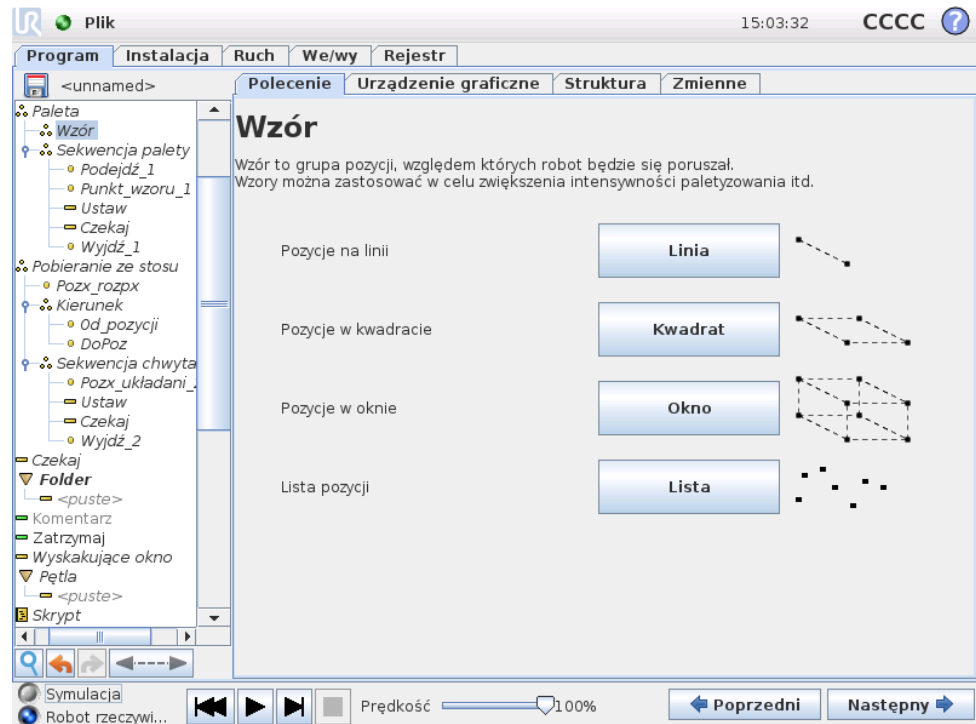 UR Plik 15:03:32 CCCC ?
Program Instalacja Ruch We/wy Rejestr
<unnamed>
Polecenie Urządzenie graficzne Struktura Zmienne
Paleta
Wzór
Sekwencja palety
Podejdź_1
Punkt_wzoru_1
Ustaw
Czekaj
Wyjdź_1
Pobieranie ze stosu
Pozx_rozpx
Kierunek
Od_pozycji
DoPoz
Sekwencja chwyta
Pozx_układani_2
Ustaw
Czekaj
Wyjdź_2
Czekaj
Folder
<puste>
Komentarz
Zatrzymaj
Wyskakujące okno
Pętla
<puste>
Skrypt
Wzór
Wzór to grupa pozycji, względem których robot będzie się poruszał.
Wzory można zastosować w celu zwiększenia intensywności paletyzowania itd.
Pozycje na linii Linia
Pozycje w kwadracie Kwadrat
Pozycje w oknie Okno
Lista pozycji Lista
Symulacja
Robot rzeczywi...
Prędkość 100%
Poprzedni Następny